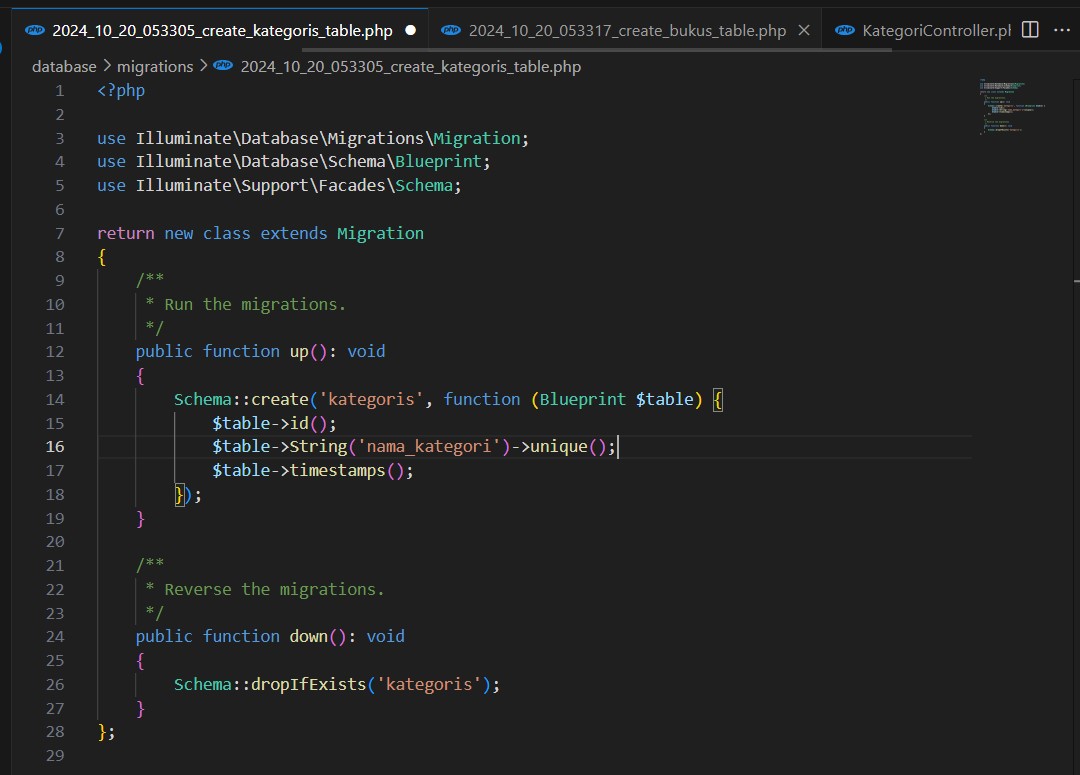 php 2024_10_20_053305_create_kategoris_table.php ●
php 2024_10_20_053317_create_bukus_table.php ×
php KategoriController.pl
database > migrations > php 2024_10_20_053305_create_kategoris_table.php
1 <?php
2
3 use Illuminate\Database\Migrations\Migration;
4 use Illuminate\Database\Schema\Blueprint;
5 use Illuminate\Support\Facades\Schema;
6
7 return new class extends Migration
8 {
9     /**
10      * Run the migrations.
11      */
12     public function up(): void
13     {
14         Schema::create('kategoris', function (Blueprint $table) {
15             $table->id();
16             $table->String('nama_kategori')->unique();
17             $table->timestamps();
18         });
19     }
20
21     /**
22      * Reverse the migrations.
23      */
24     public function down(): void
25     {
26         Schema::dropIfExists('kategoris');
27     }
28 };
29